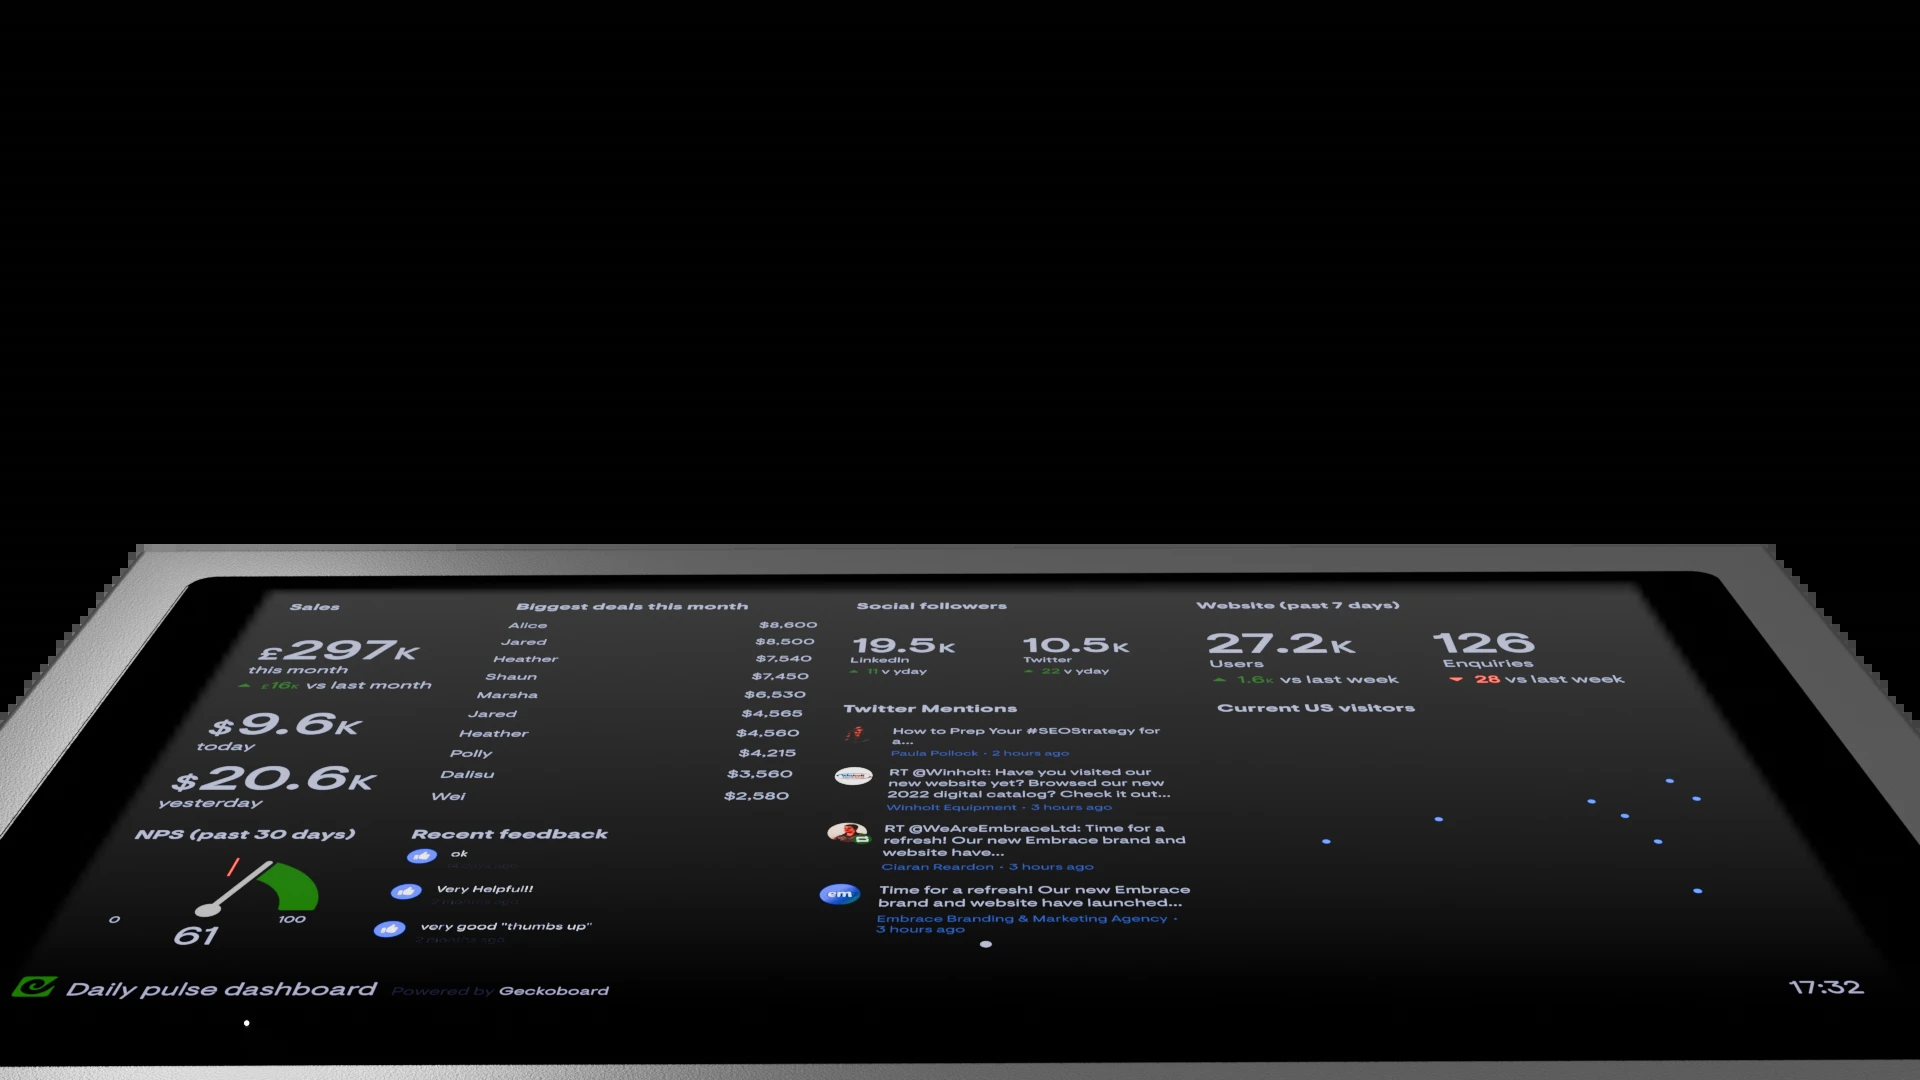 Sales
£297K
this month
£16K vs last month
$9.6K
today
$20.6K
yesterday
Biggest deals this month
Alice $8,600
Jared $8,500
Heather $7,540
Shaun $7,450
Marsha $6,530
Jared $4,565
Heather $4,560
Polly $4,215
Dalisu $3,560
Wei $2,580
Social followers
19.5K
LinkedIn
11 v yday
10.5K
Twitter
22 v yday
Website (past 7 days)
27.2K
Users
1.6K vs last week
126
Enquiries
28 vs last week
Twitter Mentions
How to Prep Your #SEOStrategy for
a...
Paula Pollock · 2 hours ago
RT @Winholt: Have you visited our
new website yet? Browsed our new
2022 digital catalog? Check it out...
Winholt Equipment · 3 hours ago
RT @WeAreEmbraceLtd: Time for a
refresh! Our new Embrace brand and
website have...
Ciaran Reardon · 3 hours ago
em
Time for a refresh! Our new Embrace
brand and website have launched...
Embrace Branding & Marketing Agency ·
3 hours ago
Current US visitors
NPS (past 30 days)
0
100
61
Recent feedback
ok
Very Helpful!!
2 months ago
very good "thumbs up"
2 months ago
Daily pulse dashboard
Powered by Geckoboard
17:32